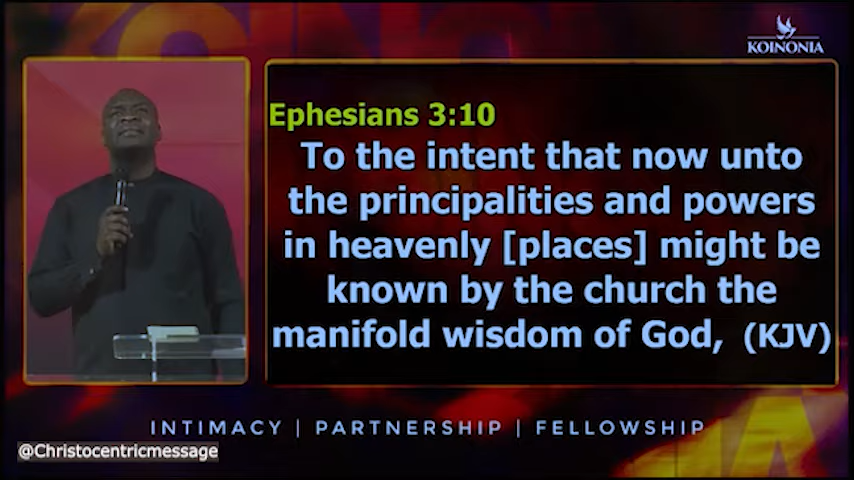 KOINONIA
Ephesians 3:10
To the intent that now unto
the principalities and powers
in heavenly [places] might be
known by the church the
manifold wisdom of God, (KJV)
INTIMACY | PARTNERSHIP | FELLOWSHIP
@Christocentricmessage